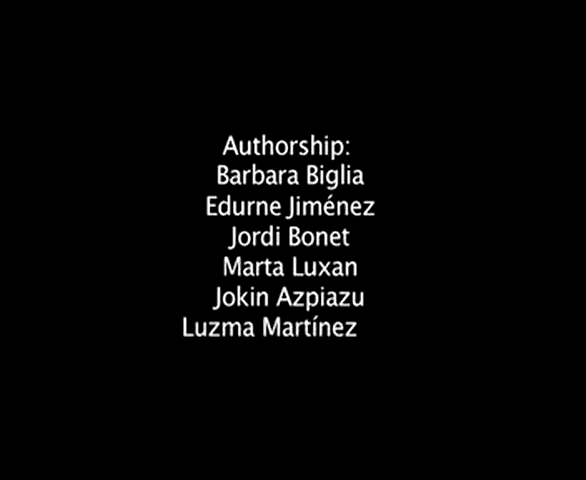 Authorship:
Barbara Biglia
Edurne Jiménez
Jordi Bonet
Marta Luxan
Jokin Azpiazu
Luzma Martínez